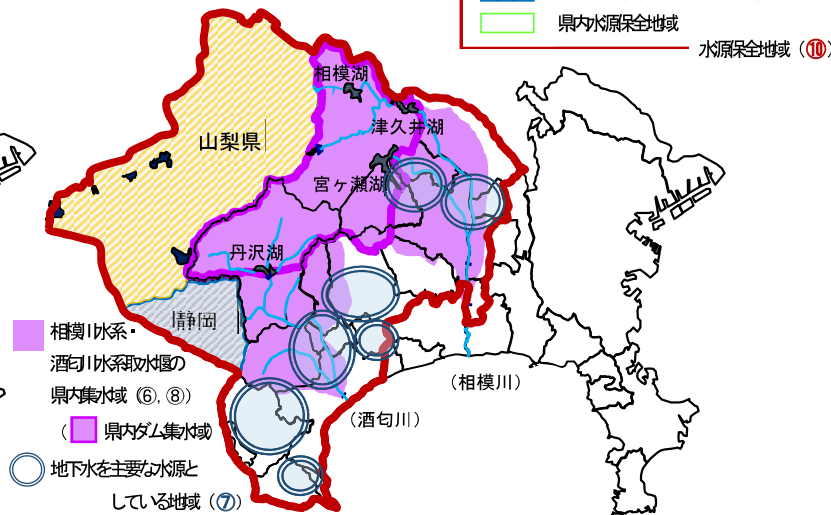 県内水源保全地域
水源保全地域（⑩）
相模湖
津久井湖
山梨県
宮ヶ瀬湖
丹沢湖
静岡
相模川水系・
酒匂川水系取水堰の
県内集水域（⑥,⑧）
（ 県内ダム集水域）
地下水を主要な水源と
している地域（⑦）
（相模川）
（酒匂川）